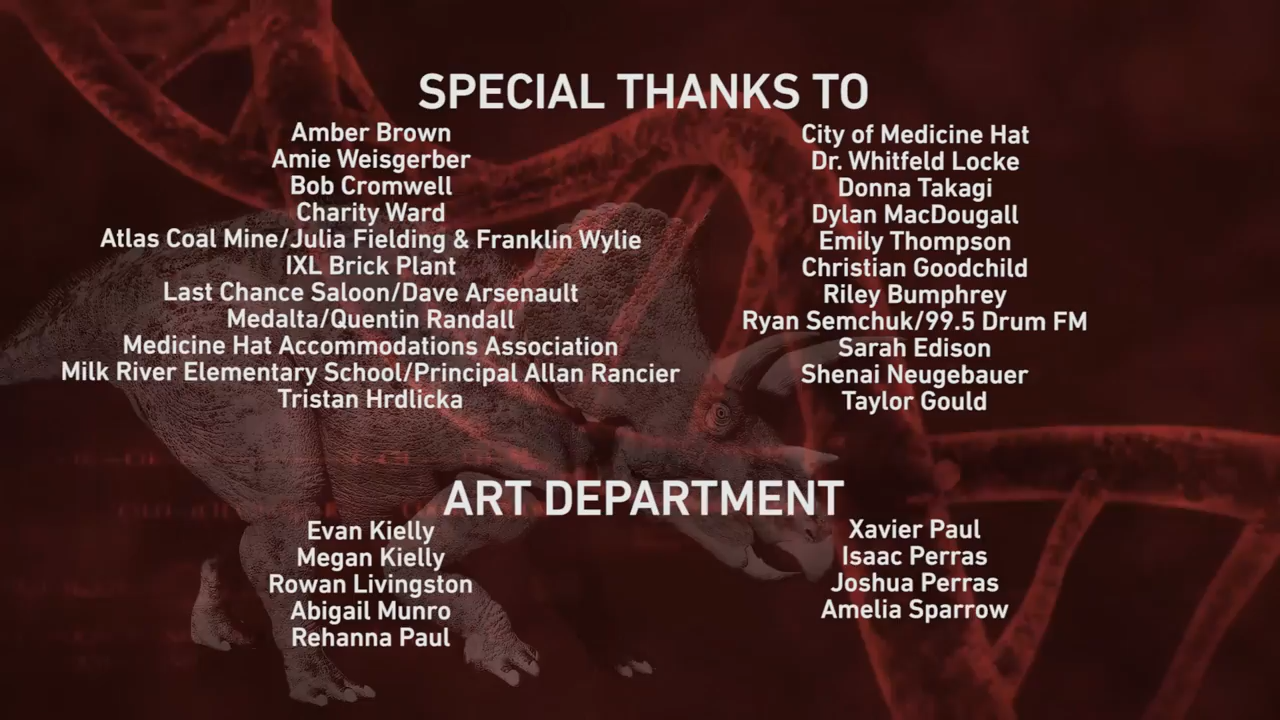 SPECIAL THANKS TO
Amber Brown
Amie Weisgerber
Bob Cromwell
Charity Ward
Atlas Coal Mine/Julia Fielding & Franklin Wylie
IXL Brick Plant
Last Chance Saloon/Dave Arsenault
Medalta/Quentin Randall
Medicine Hat Accommodations Association
Milk River Elementary School/Principal Allan Rancier
Tristan Hrdlicka
City of Medicine Hat
Dr. Whitfeld Locke
Donna Takagi
Dylan MacDougall
Emily Thompson
Christian Goodchild
Riley Bumphrey
Ryan Semchuk/99.5 Drum FM
Sarah Edison
Shenai Neugebauer
Taylor Gould
ART DEPARTMENT
Evan Kielly
Megan Kielly
Rowan Livingston
Abigail Munro
Rehanna Paul
Xavier Paul
Isaac Perras
Joshua Perras
Amelia Sparrow